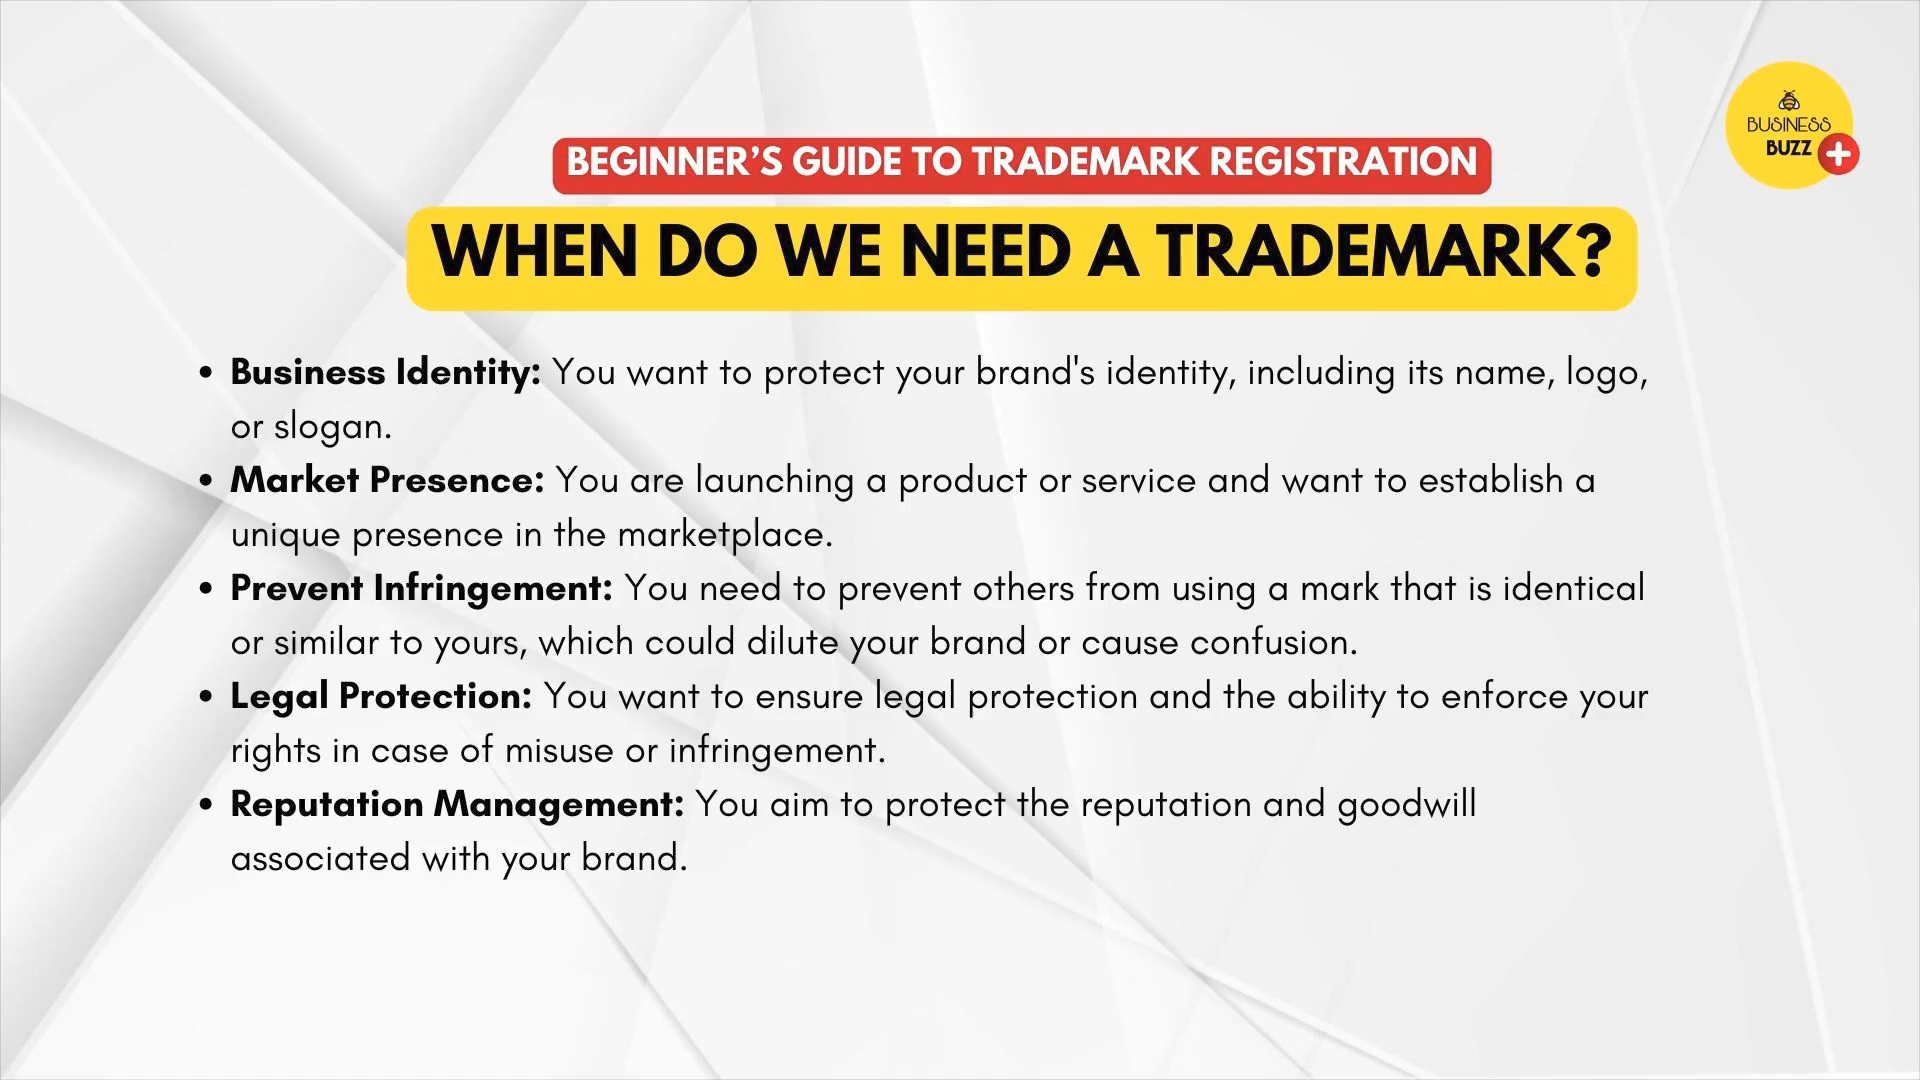 BUSINESS
BUZZ
BEGINNER’S GUIDE TO TRADEMARK REGISTRATION
WHEN DO WE NEED A TRADEMARK?
• Business Identity: You want to protect your brand's identity, including its name, logo,
or slogan.
• Market Presence: You are launching a product or service and want to establish a
unique presence in the marketplace.
• Prevent Infringement: You need to prevent others from using a mark that is identical
or similar to yours, which could dilute your brand or cause confusion.
• Legal Protection: You want to ensure legal protection and the ability to enforce your
rights in case of misuse or infringement.
• Reputation Management: You aim to protect the reputation and goodwill
associated with your brand.